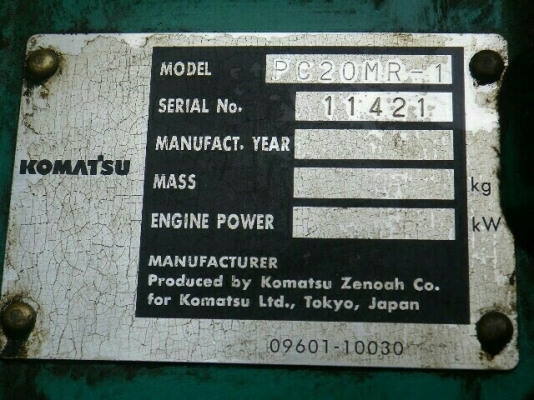 MODEL PC20MR-1
SERIAL No. 11421
MANUFACT. YEAR
KOMATSU
MASS kg
ENGINE POWER kW
MANUFACTURER
Produced by Komatsu Zenoah Co.
for Komatsu Ltd., Tokyo, Japan
09601-10030